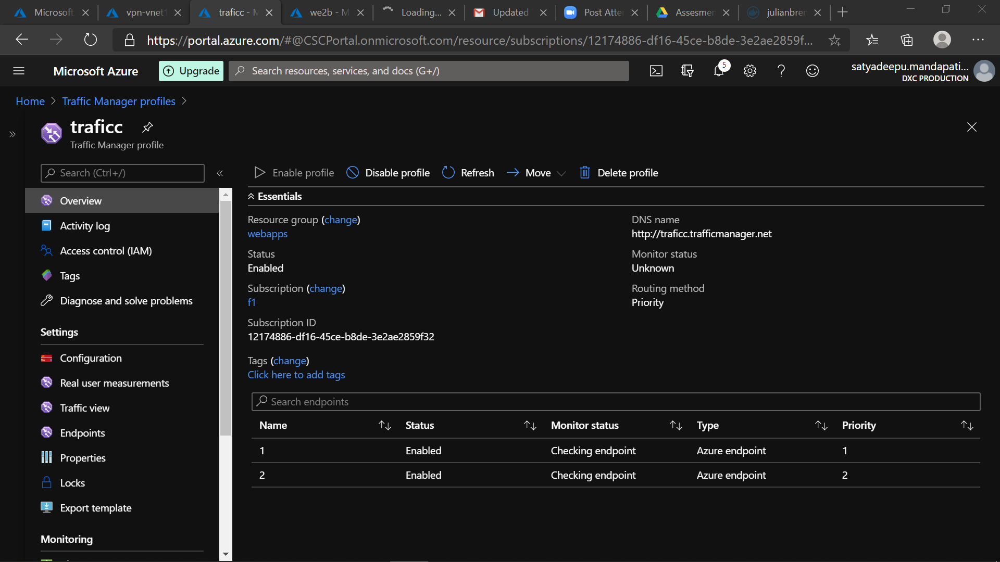 Microsoft
vpn-vnet1
traficc - M
we2b - M
Loading...
Updated
Post Atten
Assesmen
julianbren
https://portal.azure.com/#@CSCPortal.onmicrosoft.com/resource/subscriptions/12174886-df16-45ce-b8de-3e2ae2859f...
Microsoft Azure
Upgrade
Search resources, services, and docs (G+/)
5
satyadeepu.mandapati...
DXC PRODUCTION
Home > Traffic Manager profiles >
traficc
Traffic Manager profile
Search (Ctrl+/)
Enable profile
Disable profile
Refresh
Move
Delete profile
Overview
Activity log
Access control (IAM)
Tags
Diagnose and solve problems
Settings
Configuration
Real user measurements
Traffic view
Endpoints
Properties
Locks
Export template
Monitoring
Essentials
Resource group (change)
webapps
Status
Enabled
Subscription (change)
f1
Subscription ID
12174886-df16-45ce-b8de-3e2ae2859f32
Tags (change)
Click here to add tags
DNS name
http://traficc.trafficmanager.net
Monitor status
Unknown
Routing method
Priority
Search endpoints
Name Status Monitor status Type Priority
1 Enabled Checking endpoint Azure endpoint 1
2 Enabled Checking endpoint Azure endpoint 2